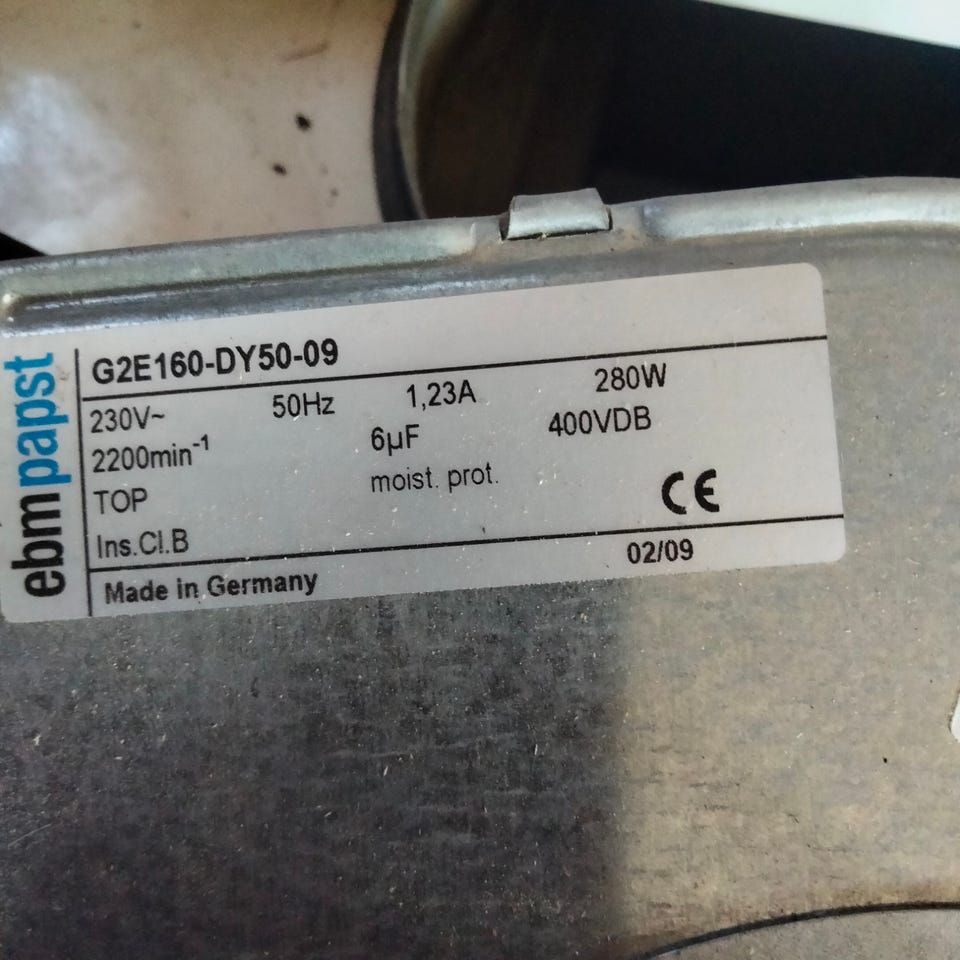 ebmpapst
G2E160-DY50-09
230V~ 50Hz 1,23A 280W
2200min-1 6µF 400VDB
TOP moist. prot.
Ins.Cl.B CE
Made in Germany 02/09